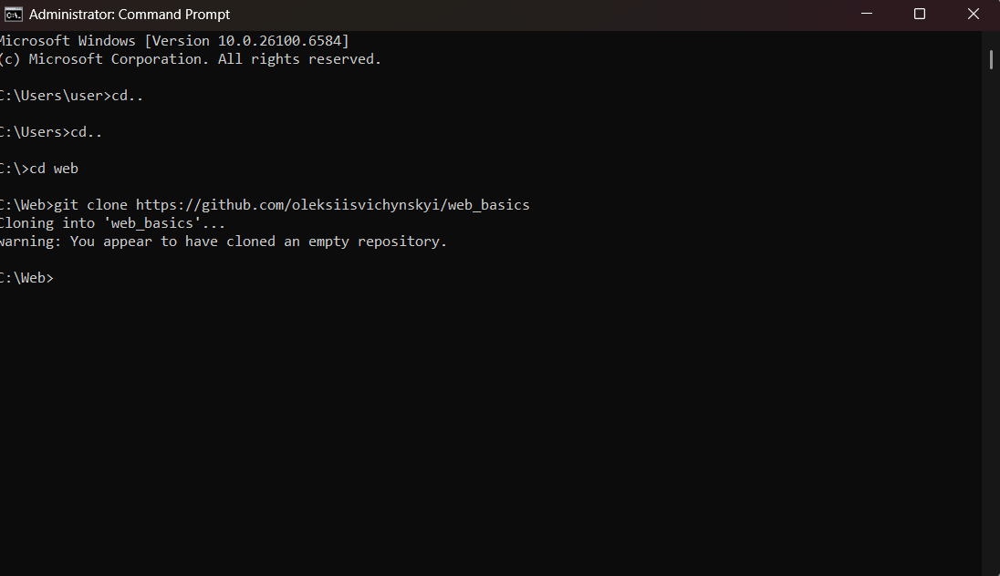 Administrator: Command Prompt
Microsoft Windows [Version 10.0.26100.6584]
(c) Microsoft Corporation. All rights reserved.
C:\Users\user>cd..
C:\Users>cd..
C:\>cd web
C:\Web>git clone https://github.com/oleksiisvichynskyi/web_basics
Cloning into 'web_basics'...
warning: You appear to have cloned an empty repository.
C:\Web>